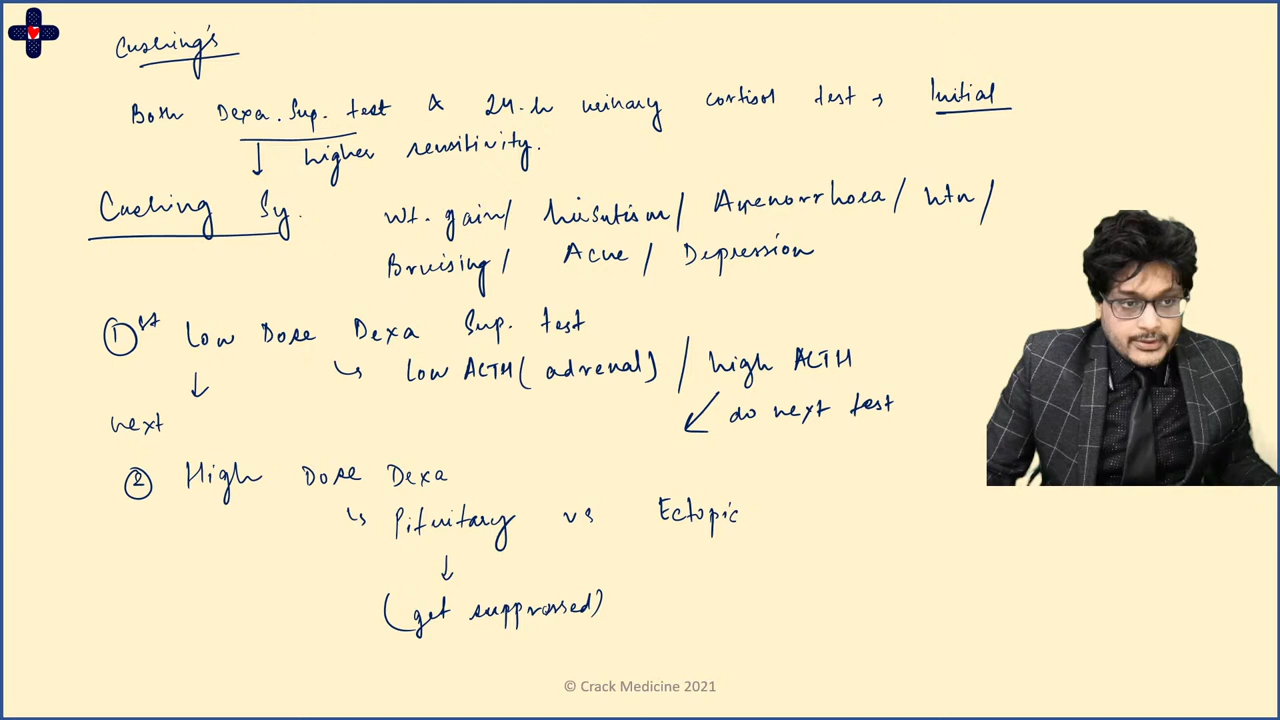 Cushing's
Both Dexa. Sup. test & 24-h urinary cortisol test → Initial
↓ higher sensitivity.
Cushing Sy. Wt. gain/ hirsutism/ Amenorrhoea/ htn/
Bruising/ Acne/ Depression
① st Low Dose Dexa Sup. test
↓ ↳ low ACTH (adrenal) / high ACTH
next ↙ do next test
② High Dose Dexa
↳ Pituitary vs Ectopic
↓
(get suppressed)
© Crack Medicine 2021